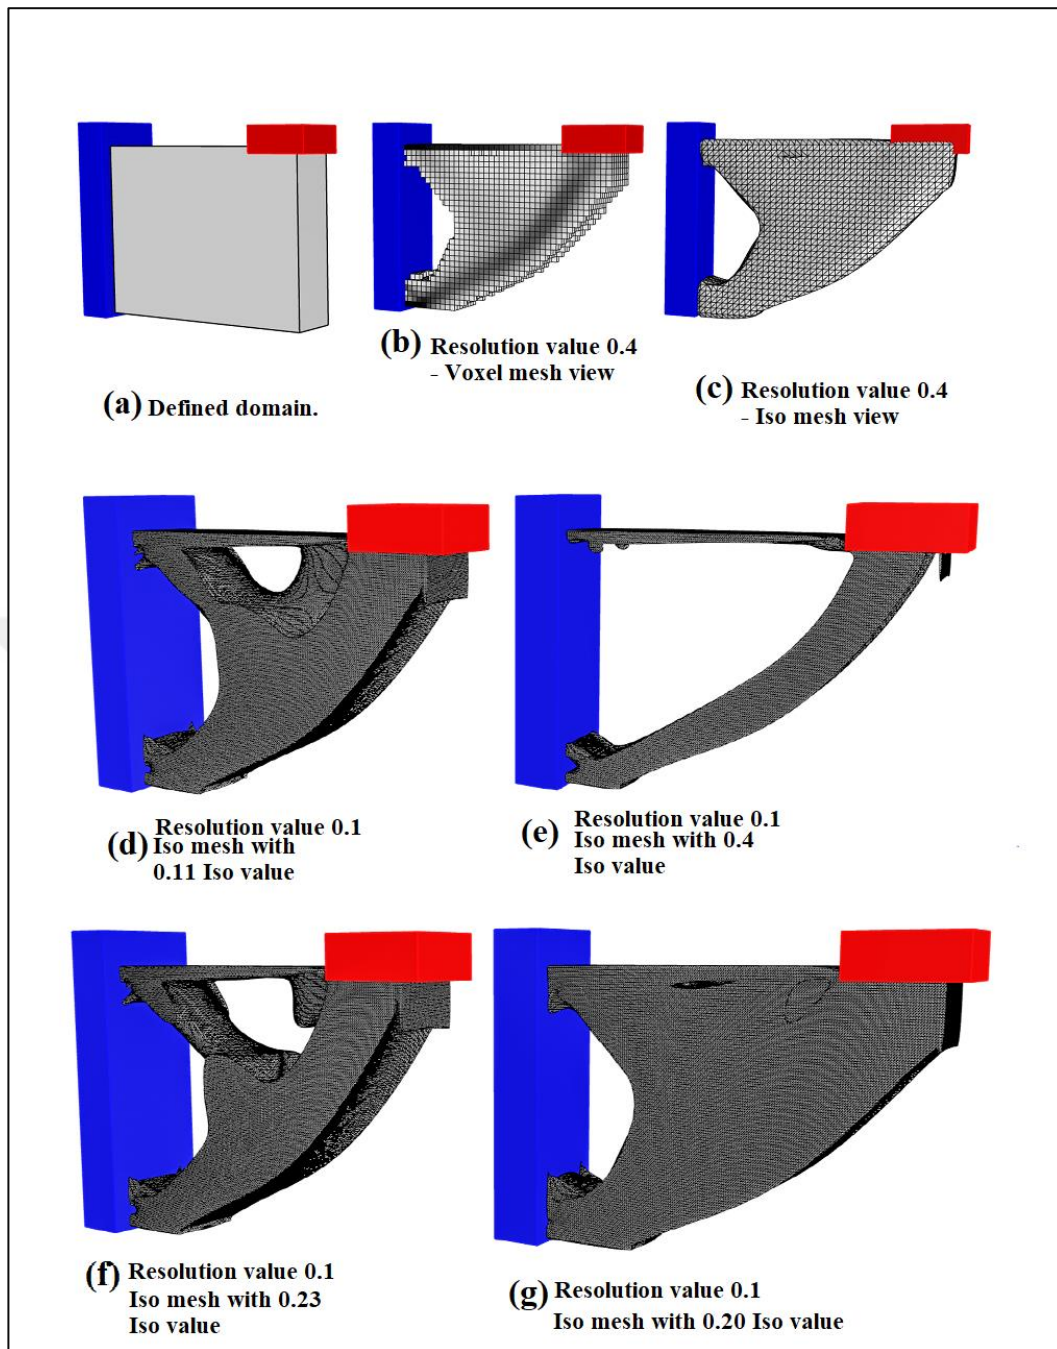 (a) Defined domain.
(b) Resolution value 0.4
- Voxel mesh view
(c) Resolution value 0.4
- Iso mesh view
(d) Resolution value 0.1
Iso mesh with
0.11 Iso value
(e) Resolution value 0.1
Iso mesh with 0.4
Iso value
(f) Resolution value 0.1
Iso mesh with 0.23
Iso value
(g) Resolution value 0.1
Iso mesh with 0.20 Iso value